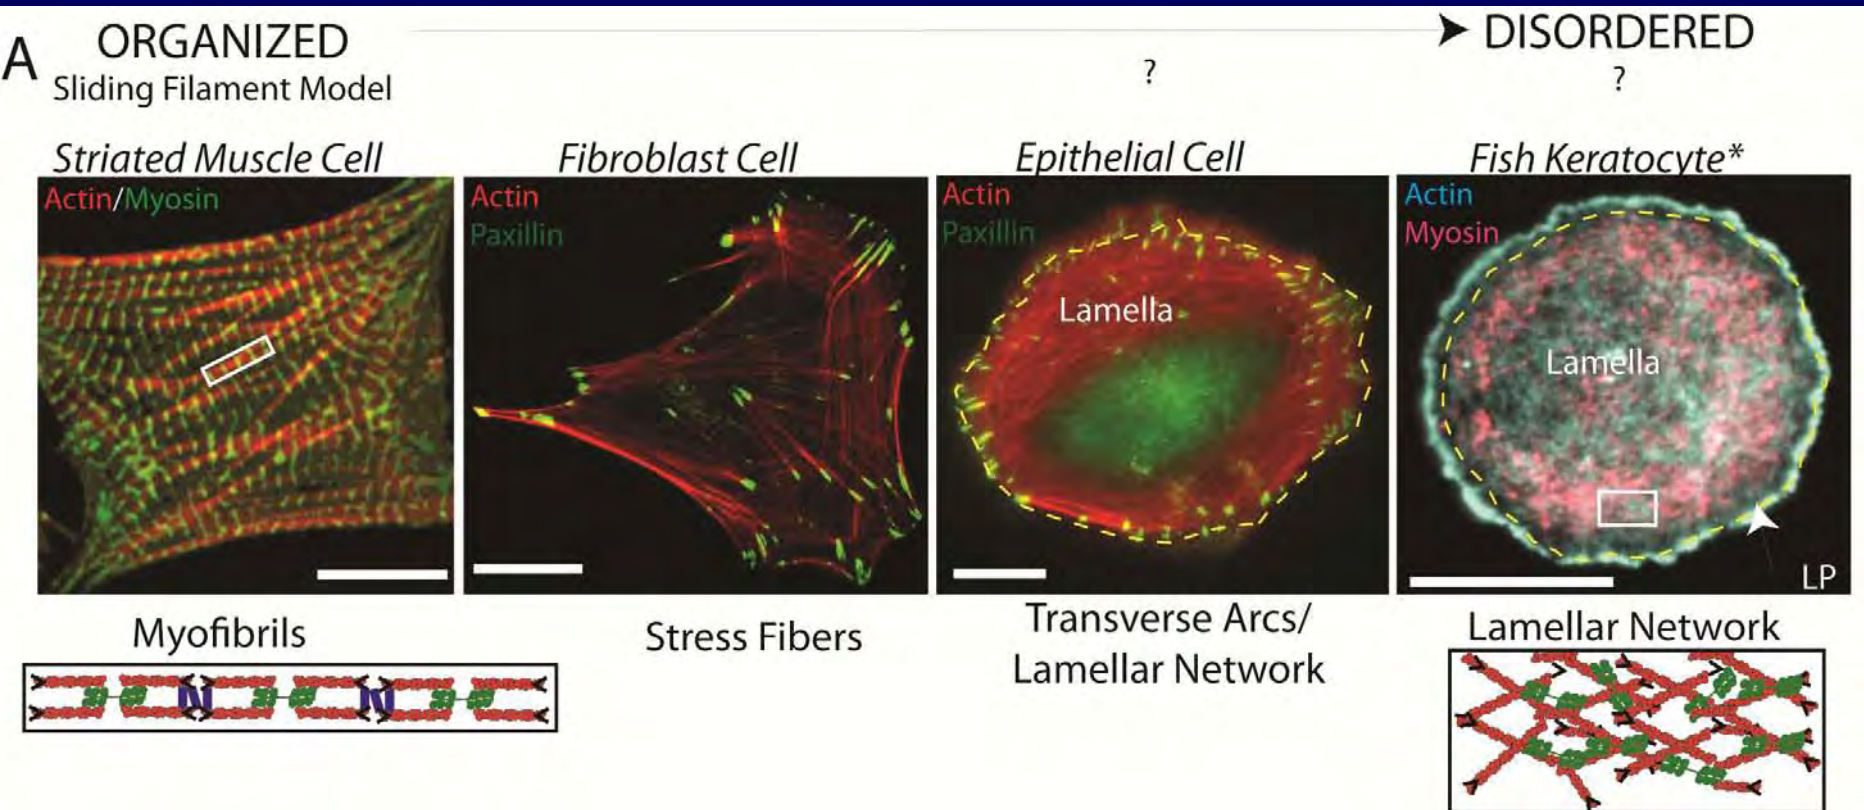 A
ORGANIZED
Sliding Filament Model
DISORDERED
?
?
Striated Muscle Cell
Fibroblast Cell
Epithelial Cell
Fish Keratocyte*
Actin/Myosin
Actin
Paxillin
Actin
Paxillin
Lamella
Actin
Myosin
Lamella
LP
Myofibrils
Stress Fibers
Transverse Arcs/
Lamellar Network
Lamellar Network